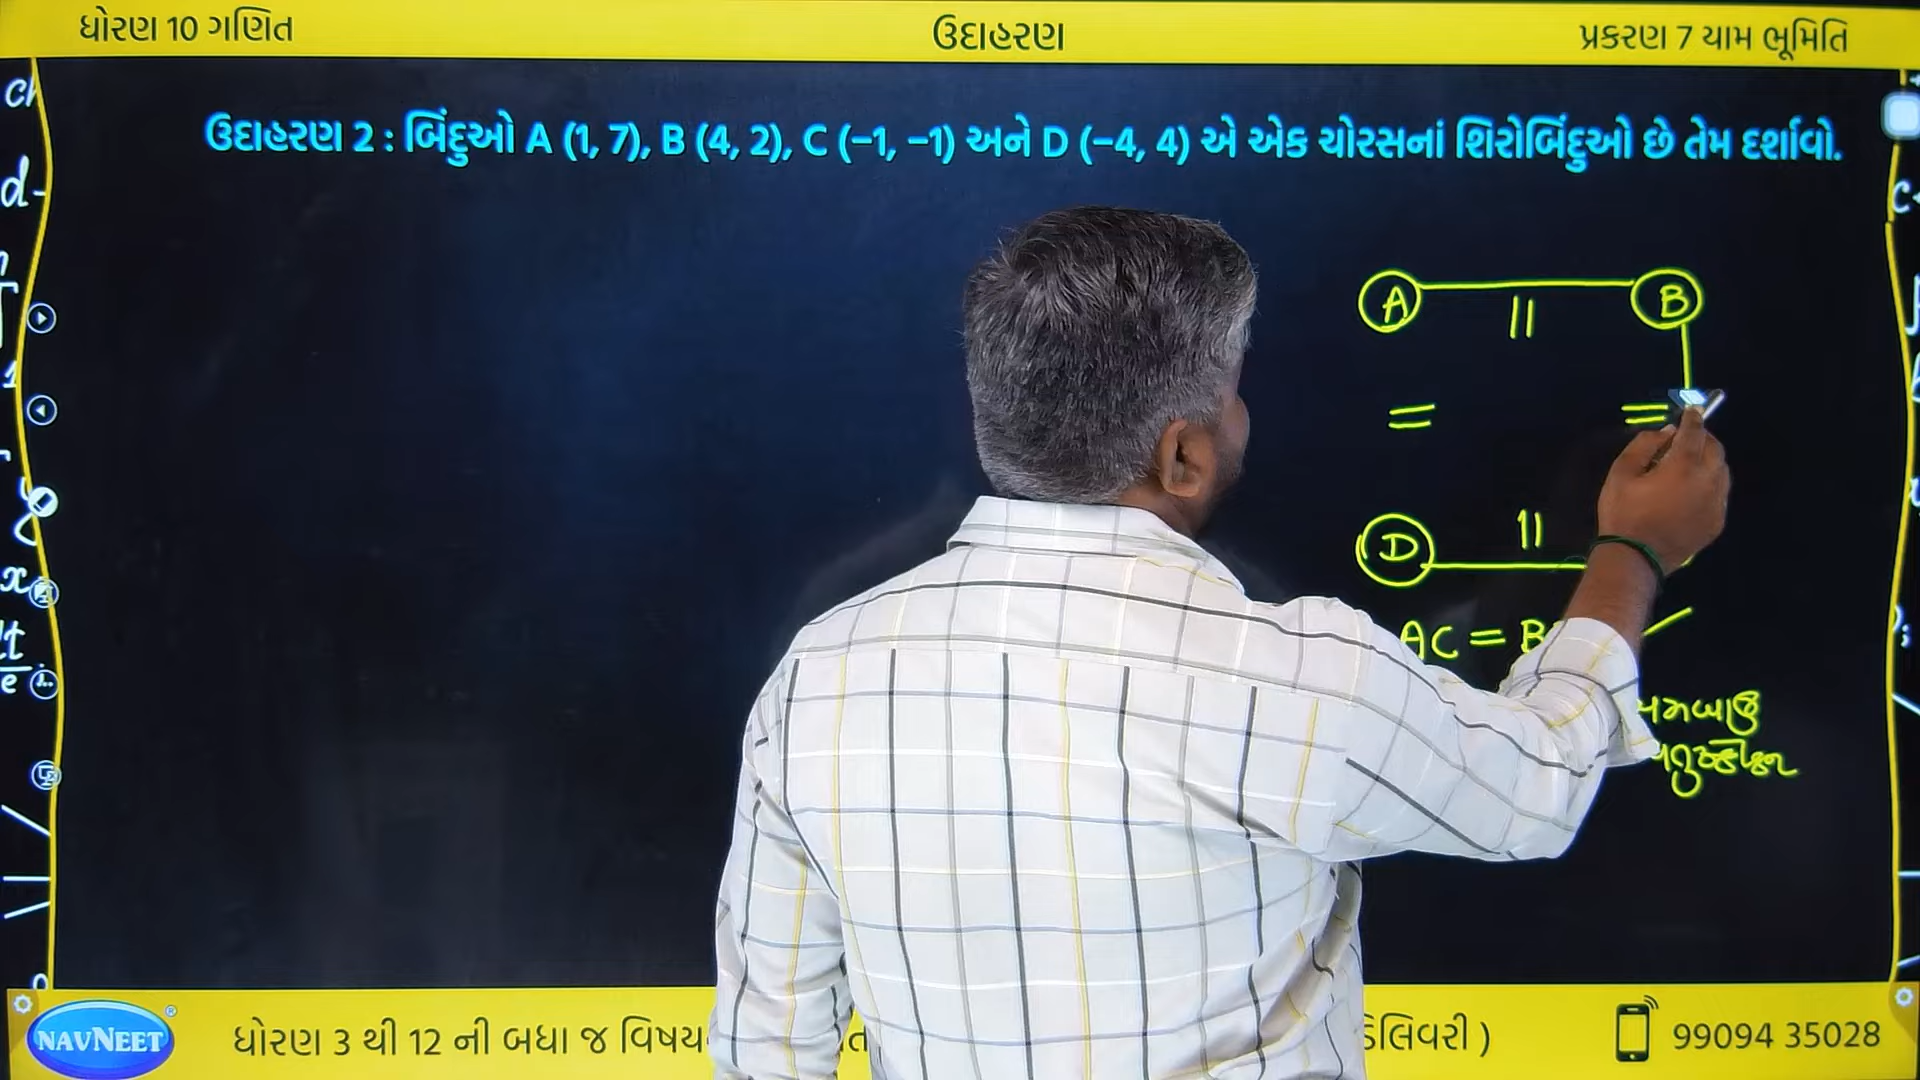 ધોરણ 10 ગણિત
ઉદાહરણ
પ્રકરણ 7 યામ ભૂમિતિ
ઉદાહરણ 2 : બિંદુઓ A (1, 7), B (4, 2), C (−1, −1) અને D (−4, 4) એ એક ચોરસનાં શિરોબિંદુઓ છે તેમ દર્શાવો.
A B
D
AC = B
NAVNEET
ધોરણ 3 થી 12 ની બધા જ વિષય
99094 35028